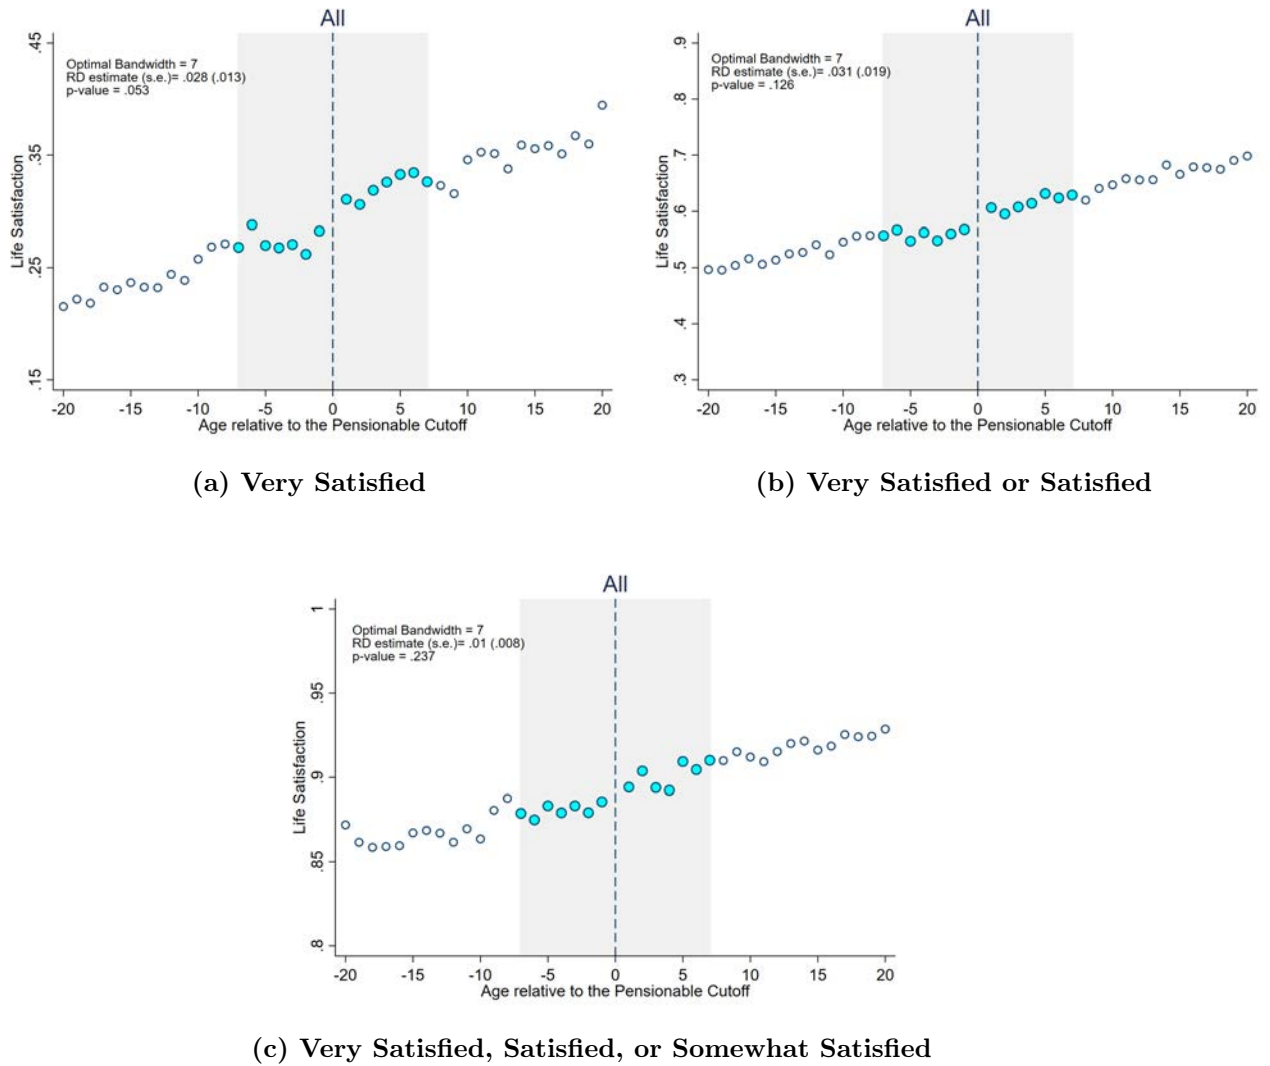 All
Optimal Bandwidth = 7
RD estimate (s.e.)= .028 (.013)
p-value = .053
Life Satisfaction
.45
.35
.25
.15
-20 -15 -10 -5 0 5 10 15 20
Age relative to the Pensionable Cutoff
(a) Very Satisfied
All
Optimal Bandwidth = 7
RD estimate (s.e.)= .031 (.019)
p-value = .126
Life Satisfaction
.9
.8
.7
.6
.5
.4
.3
-20 -15 -10 -5 0 5 10 15 20
Age relative to the Pensionable Cutoff
(b) Very Satisfied or Satisfied
All
Optimal Bandwidth = 7
RD estimate (s.e.)= .01 (.008)
p-value = .237
Life Satisfaction
1
.95
.9
.85
.8
-20 -15 -10 -5 0 5 10 15 20
Age relative to the Pensionable Cutoff
(c) Very Satisfied, Satisfied, or Somewhat Satisfied